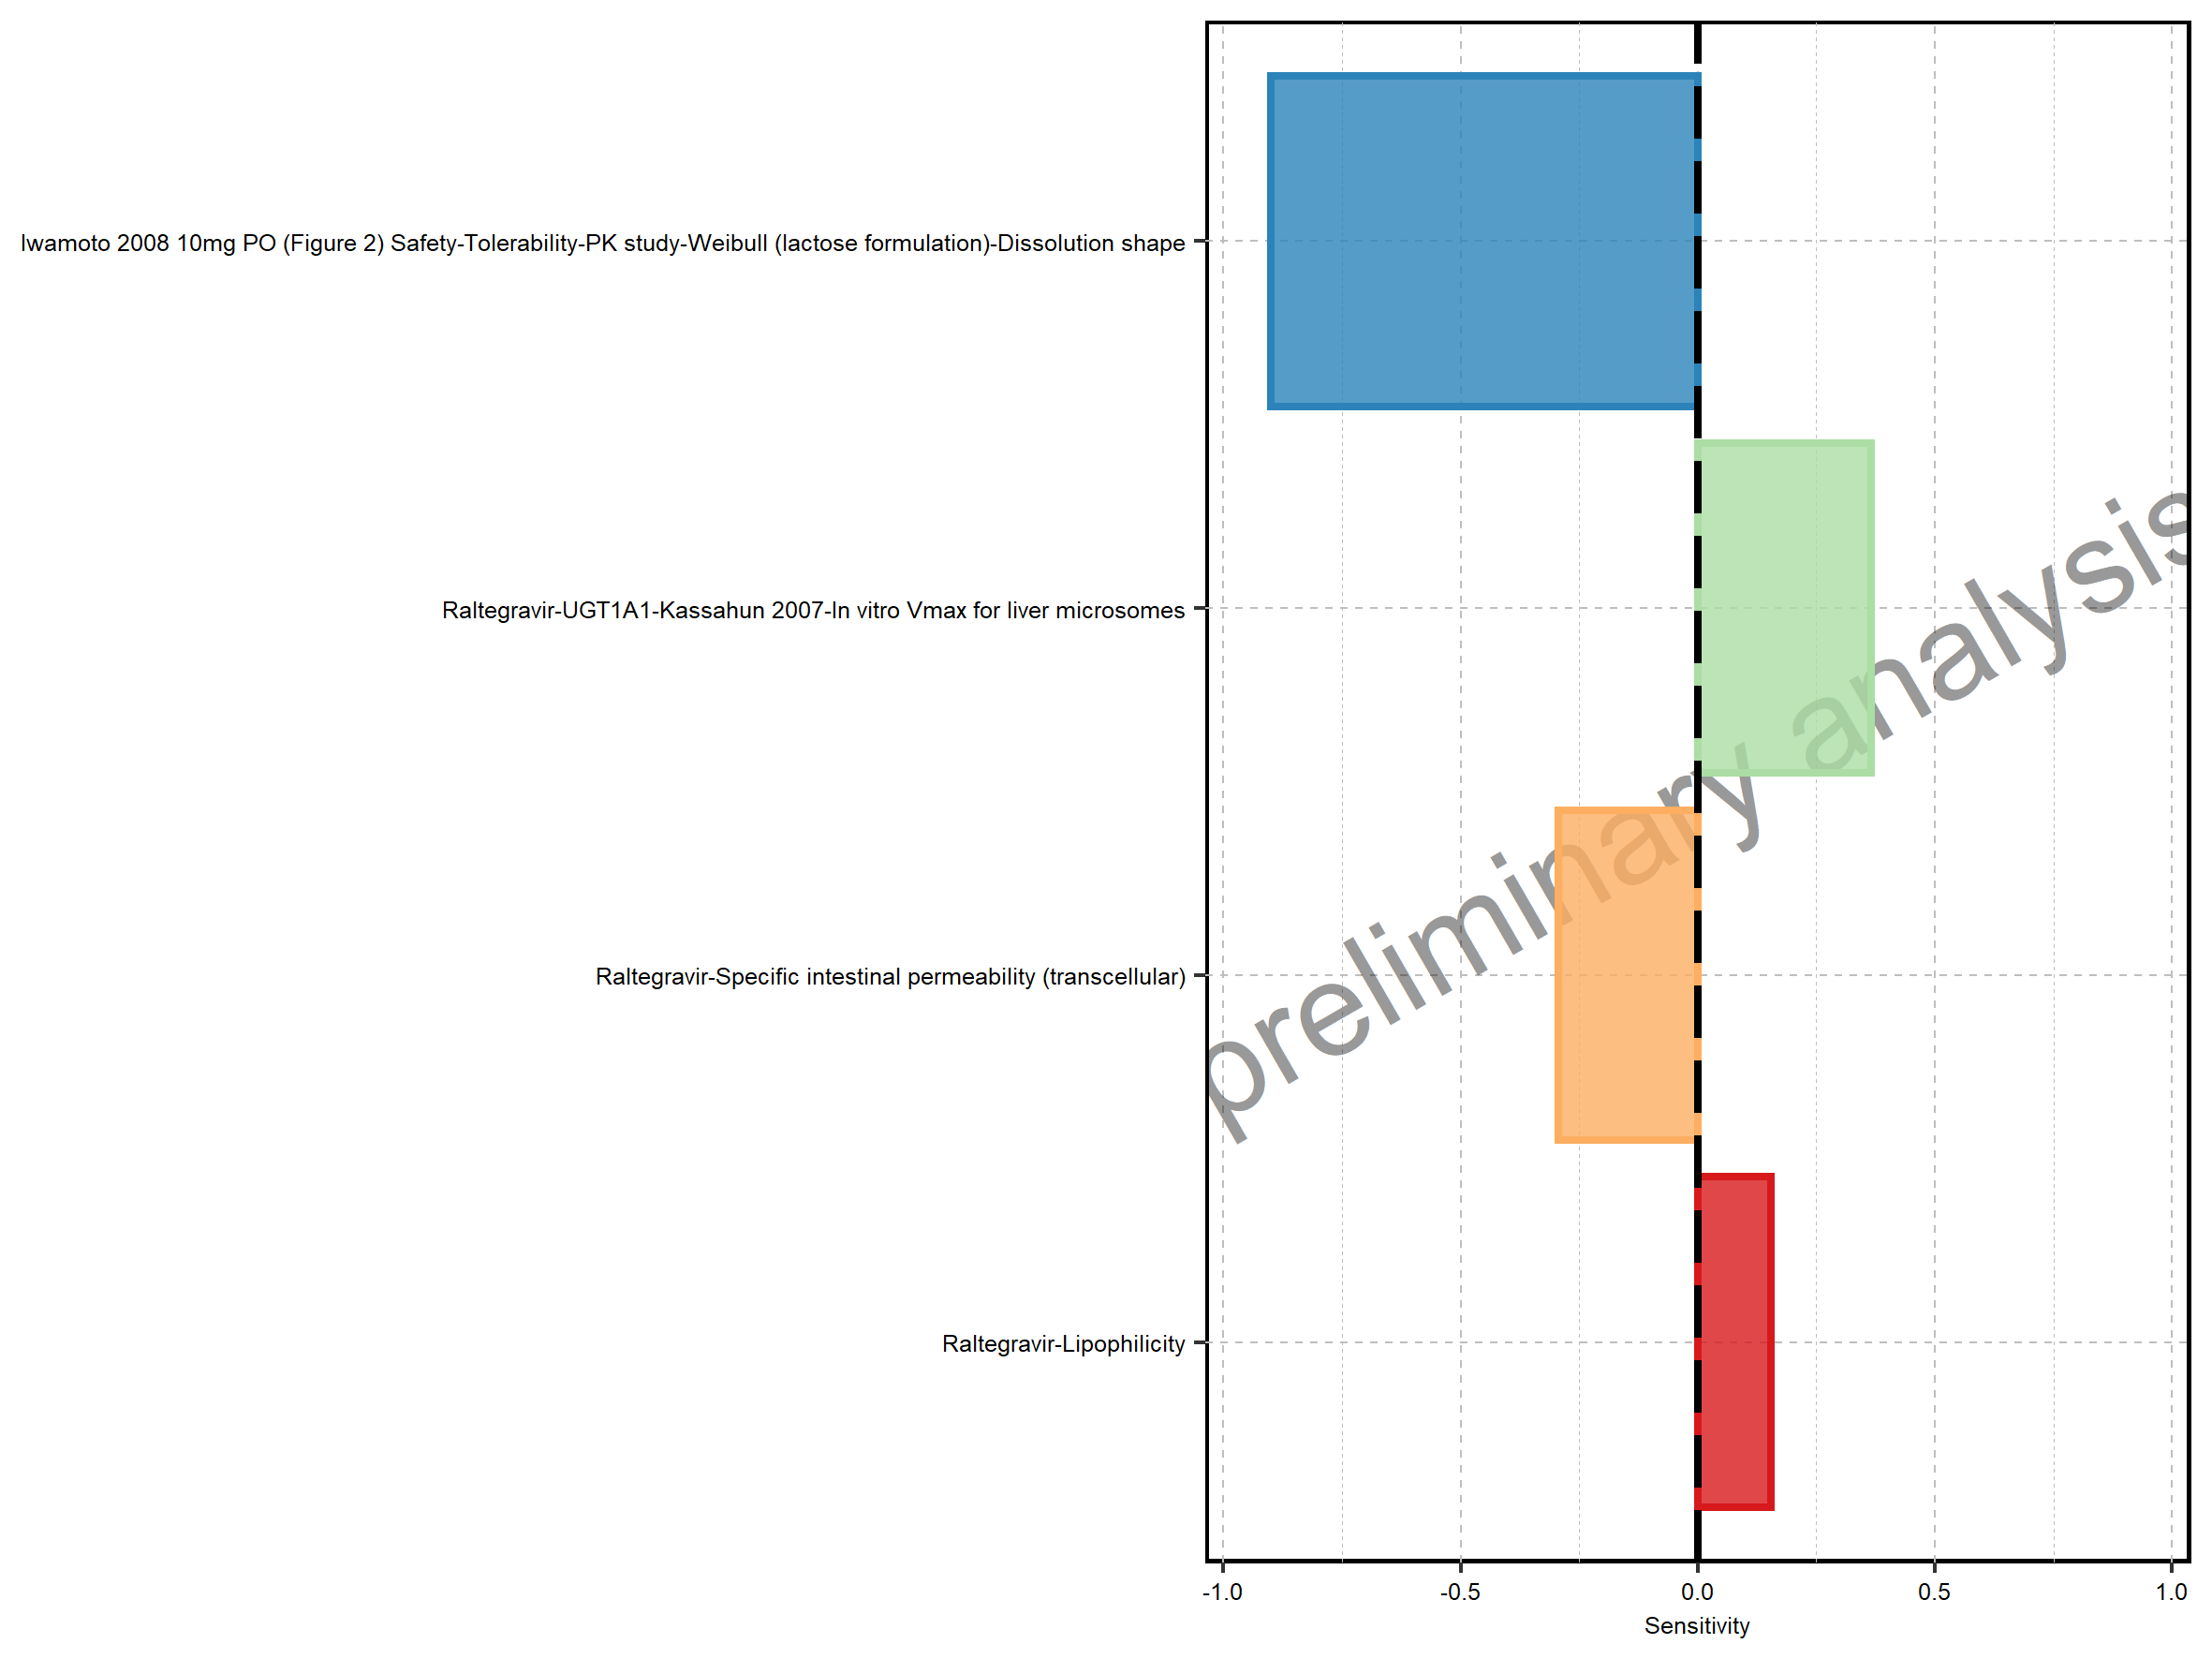 Iwamoto 2008 10mg PO (Figure 2) Safety-Tolerability-PK study-Weibull (lactose formulation)-Dissolution shape
Raltegravir-UGT1A1-Kassahun 2007-In vitro Vmax for liver microsomes
Raltegravir-Specific intestinal permeability (transcellular)
Raltegravir-Lipophilicity
preliminary analysis
-1.0 -0.5 0.0 0.5 1.0
Sensitivity